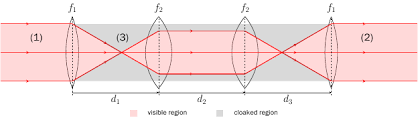 f₁ f₂ f₂ f₁
(1) (3) (2)
d₁ d₂ d₃
visible region cloaked region